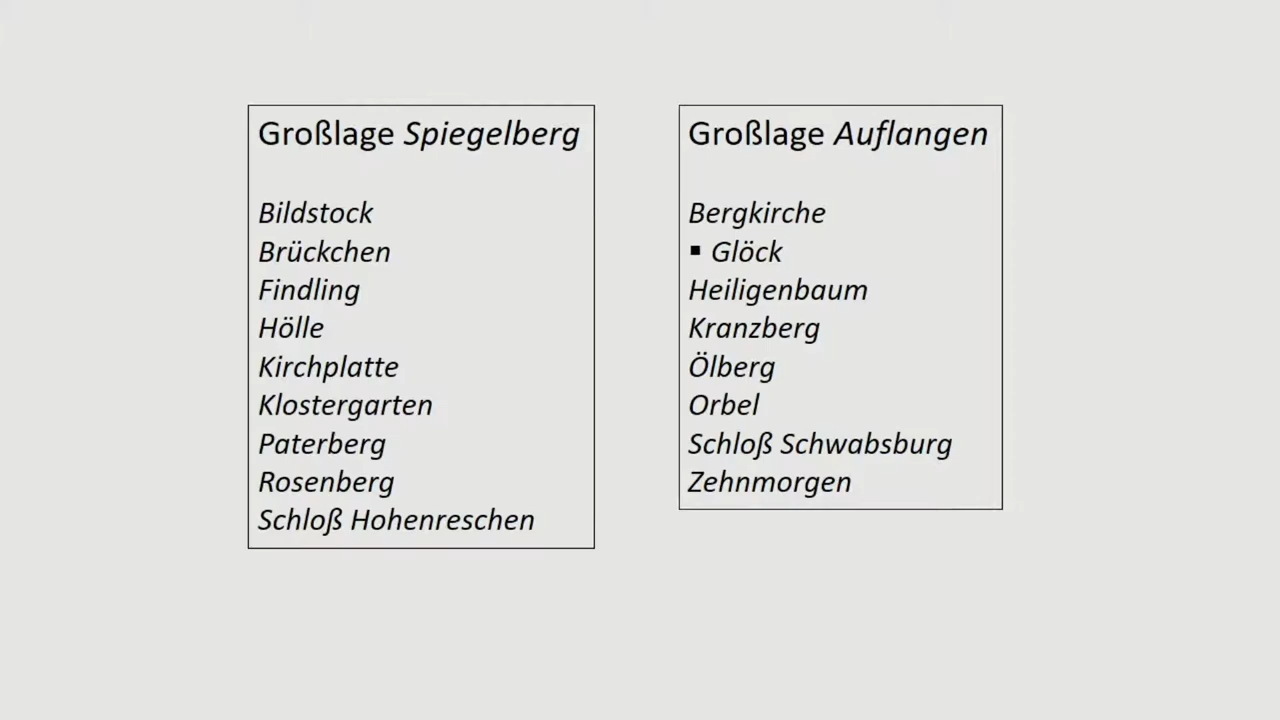 Großlage Spiegelberg
Bildstock
Brückchen
Findling
Hölle
Kirchplatte
Klostergarten
Paterberg
Rosenberg
Schloß Hohenreschen
Großlage Auflangen
Bergkirche
▪ Glöck
Heiligenbaum
Kranzberg
Ölberg
Orbel
Schloß Schwabsburg
Zehnmorgen